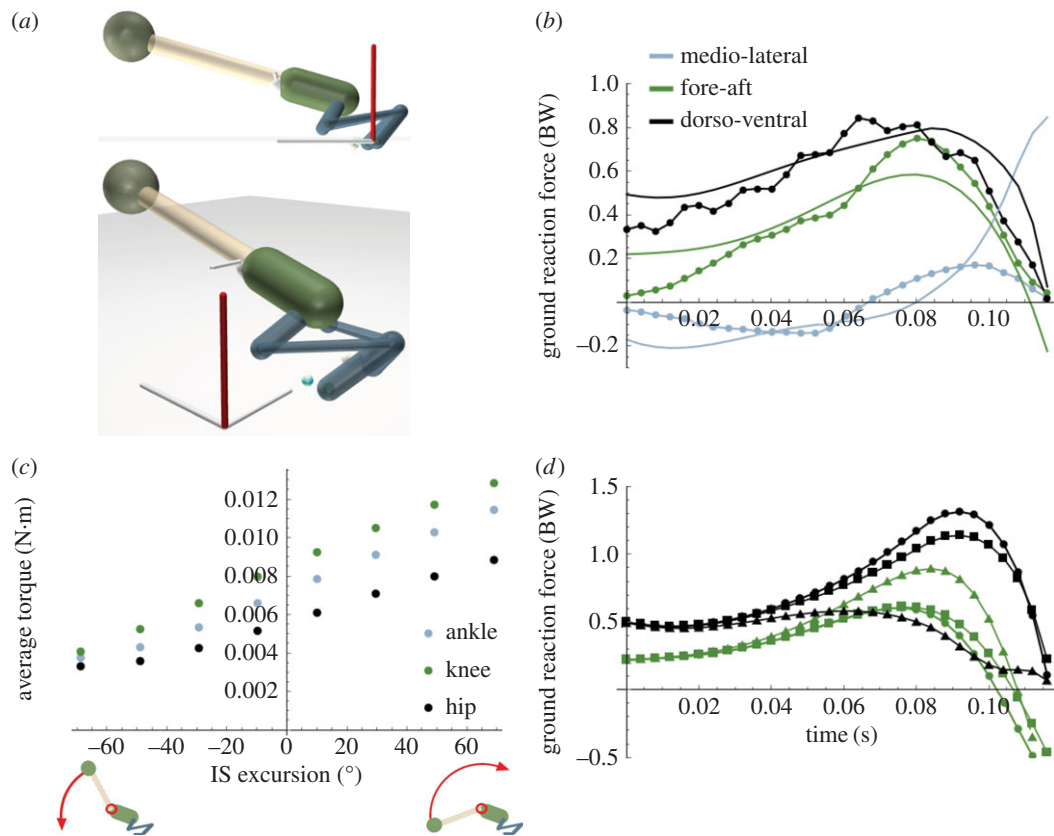 (a)
(b)
medio-lateral
fore-aft
dorso-ventral
ground reaction force (BW)
1.0
0.8
0.6
0.4
0.2
−0.2
0.02
0.04
0.06
0.08
0.10
(c)
average torque (N·m)
0.012
0.010
0.008
0.006
0.004
0.002
ankle
knee
hip
−60
−40
−20
0
20
40
60
IS excursion (°)
(d)
ground reaction force (BW)
1.5
1.0
0.5
−0.5
0.02
0.04
0.06
0.08
0.10
time (s)